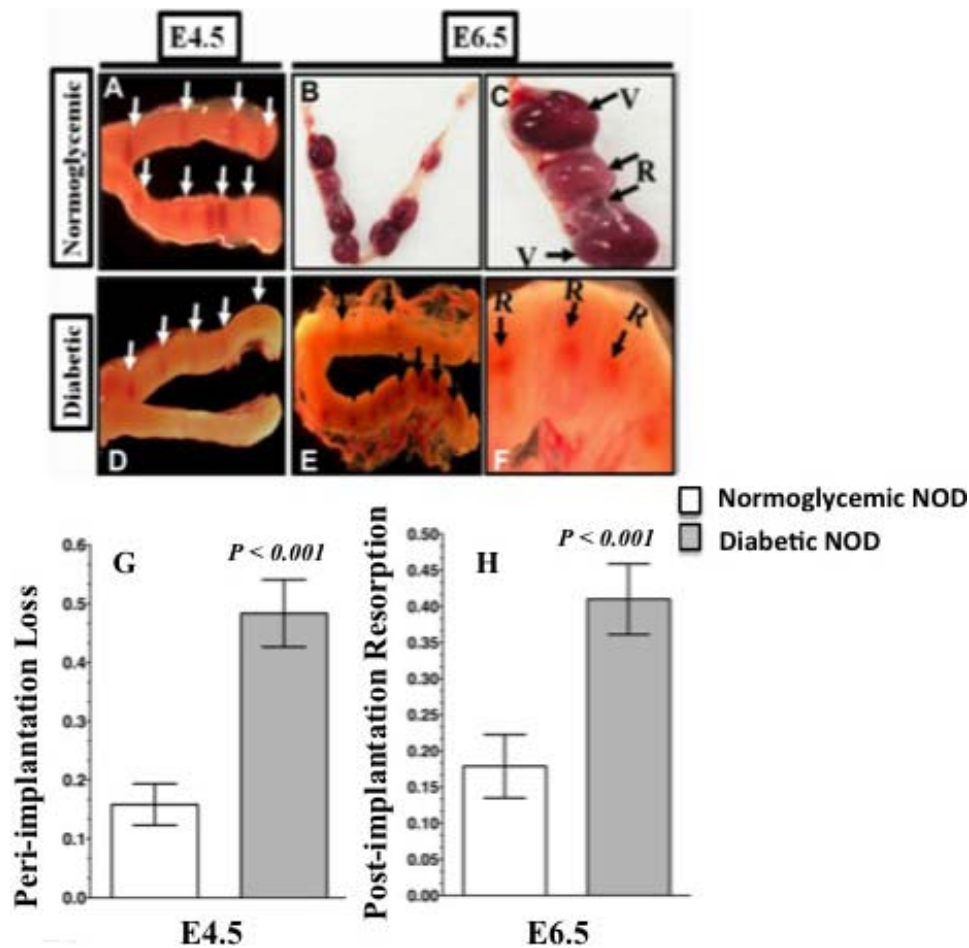 E4.5 E6.5
Normoglycemic
A B C V
R
V
Diabetic
D E F R R R
Normoglycemic NOD
Diabetic NOD
G P < 0.001
Peri-implantation Loss
0.6
0.5
0.4
0.3
0.2
0.1
0.0
E4.5
H P < 0.001
Post-implantation Resorption
0.50
0.45
0.40
0.35
0.30
0.25
0.20
0.15
0.10
0.05
0.00
E6.5